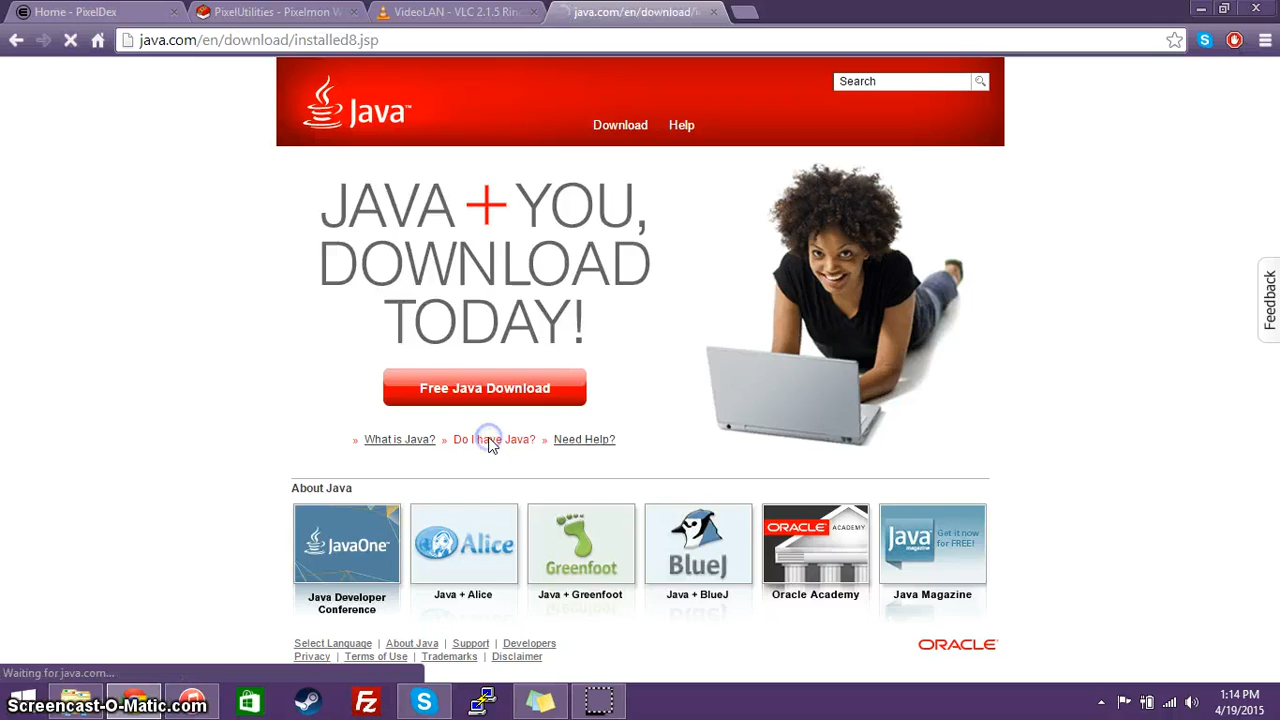 Home - PixelDex
PixelUtilities - Pixelmon W
VideoLAN - VLC 2.1.5 Rin
java.com/en/download/i
java.com/en/download/installed8.jsp
Java™
Search
Download Help
JAVA + YOU,
DOWNLOAD
TODAY!
Free Java Download
» What is Java? » Do I have Java? » Need Help?
Feedback
About Java
JavaOne™
Alice
Greenfoot
BlueJ
ORACLE ACADEMY
Java magazine
Get it now
for FREE!
Java Developer
Conference
Java + Alice
Java + Greenfoot
Java + BlueJ
Oracle Academy
Java Magazine
Select Language | About Java | Support | Developers
Privacy | Terms of Use | Trademarks | Disclaimer
ORACLE
Waiting for java.com...
Screencast-O-Matic.com
1:14 PM
4/19/2015